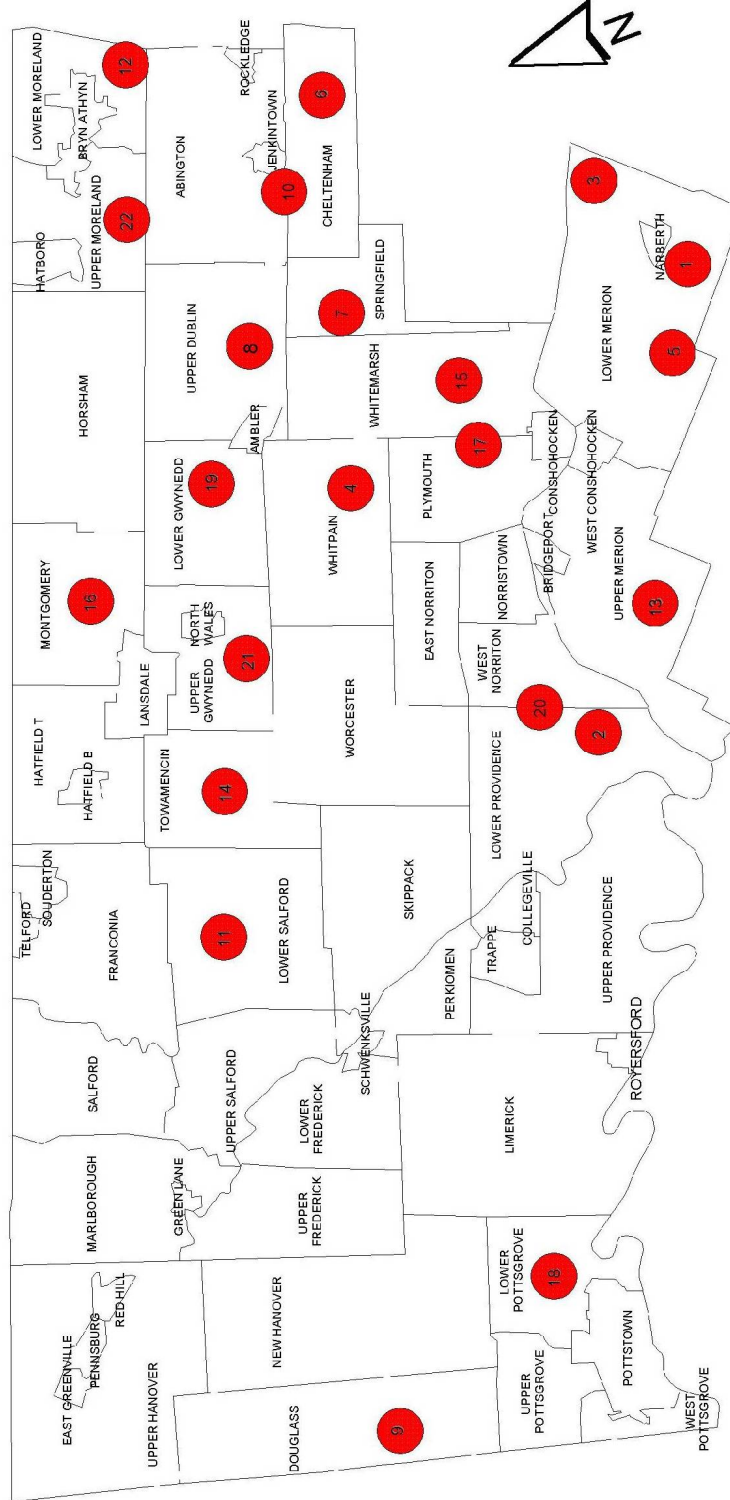 LOWER MORELAND
12
BRYN ATHYN
HATBORO
UPPER MORELAND
22
ROCKLEDGE
ABINGTON
JENKINTOWN
10
6
CHELTENHAM
N
HORSHAM
UPPER DUBLIN
8
7
SPRINGFIELD
3
NARBERTH
1
LOWER MERION
5
AMBLER
WHITEMARSH
15
LOWER GWYNEDD
19
WHITPAIN
4
PLYMOUTH
17
CONSHOHOCKEN
WEST CONSHOHOCKEN
MONTGOMERY
16
NORTH
WALES
UPPER
GWYNEDD
21
EAST NORRITON
NORRISTOWN
BRIDGEPORT
UPPER MERION
13
LANSDALE
WORCESTER
WEST
NORRITON
20
2
HATFIELD T
HATFIELD B
TOWAMENCIN
14
LOWER PROVIDENCE
TELFORD
SOUDERTON
FRANCONIA
11
LOWER SALFORD
SKIPPACK
PERKIOMEN
TRAPPE
COLLEGEVILLE
UPPER PROVIDENCE
SALFORD
UPPER SALFORD
LOWER
FREDERICK
SCHWENKSVILLE
LIMERICK
ROYERSFORD
MARLBOROUGH
GREEN LANE
UPPER
FREDERICK
EAST GREENVILLE
PENNSBURG
RED HILL
UPPER HANOVER
NEW HANOVER
LOWER
POTTSGROVE
18
DOUGLASS
9
UPPER
POTTSGROVE
POTTSTOWN
WEST
POTTSGROVE